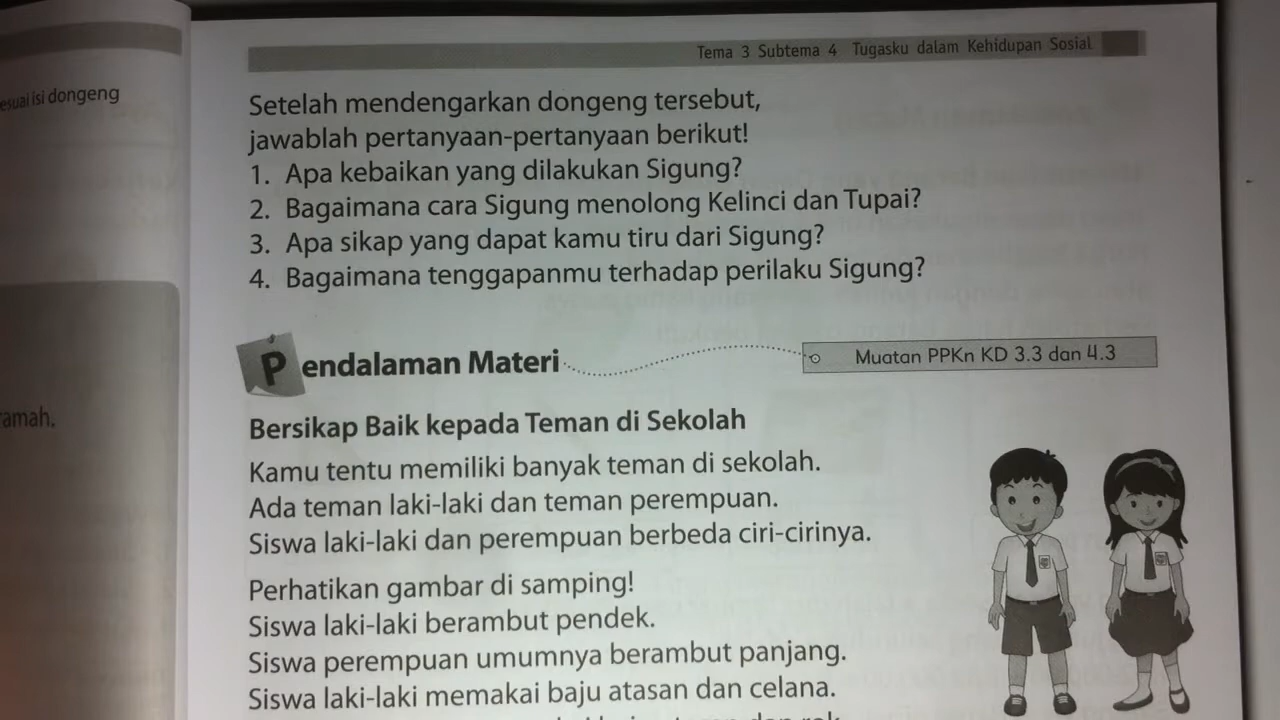 esuai isi dongeng
ramah.
Tema 3 Subtema 4 Tugasku dalam Kehidupan Sosial
Setelah mendengarkan dongeng tersebut,
jawablah pertanyaan-pertanyaan berikut!
1. Apa kebaikan yang dilakukan Sigung?
2. Bagaimana cara Sigung menolong Kelinci dan Tupai?
3. Apa sikap yang dapat kamu tiru dari Sigung?
4. Bagaimana tenggapanmu terhadap perilaku Sigung?
Pendalaman Materi
Muatan PPKn KD 3.3 dan 4.3
Bersikap Baik kepada Teman di Sekolah
Kamu tentu memiliki banyak teman di sekolah.
Ada teman laki-laki dan teman perempuan.
Siswa laki-laki dan perempuan berbeda ciri-cirinya.
Perhatikan gambar di samping!
Siswa laki-laki berambut pendek.
Siswa perempuan umumnya berambut panjang.
Siswa laki-laki memakai baju atasan dan celana.